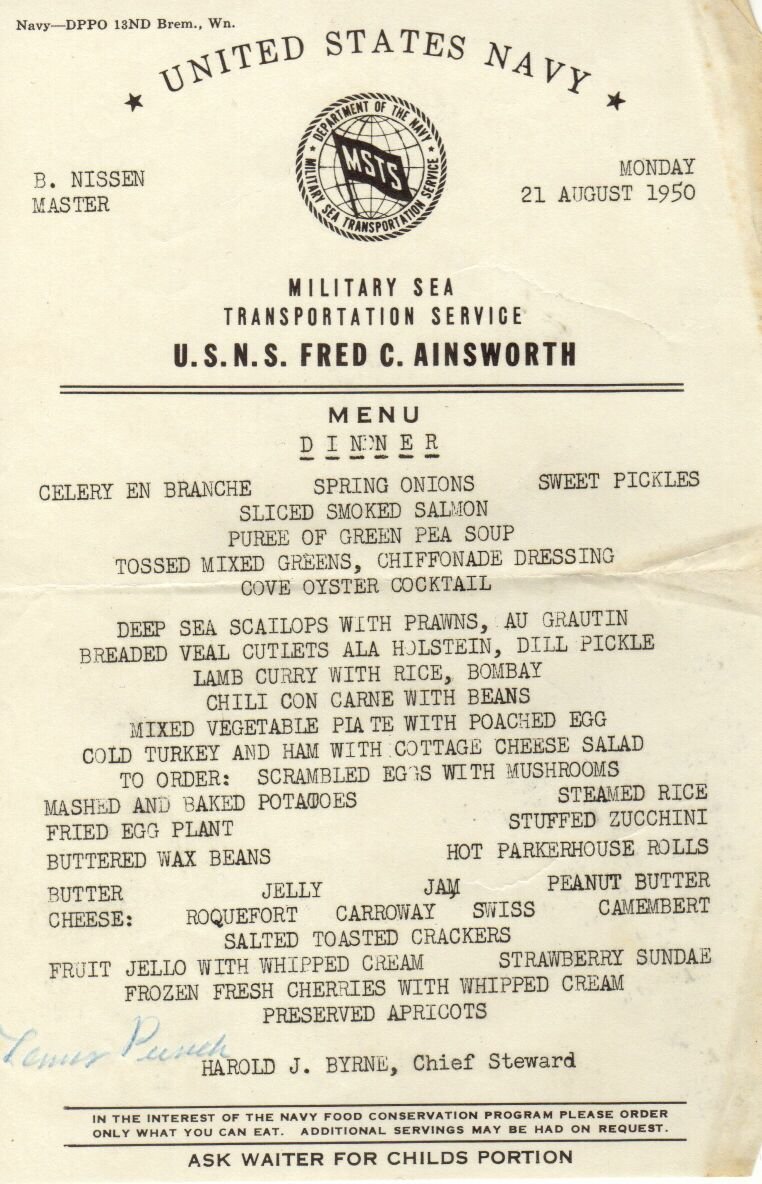 Navy—DPPO 13ND Brem., Wn.
★ UNITED STATES NAVY ★
DEPARTMENT OF THE NAVY
MSTS
MILITARY SEA TRANSPORTATION SERVICE
B. NISSEN
MASTER
MONDAY
21 AUGUST 1950
MILITARY SEA
TRANSPORTATION SERVICE
U.S.N.S. FRED C. AINSWORTH
MENU
D I N N E R
CELERY EN BRANCHE SPRING ONIONS SWEET PICKLES
SLICED SMOKED SALMON
PUREE OF GREEN PEA SOUP
TOSSED MIXED GREENS, CHIFFONADE DRESSING
COVE OYSTER COCKTAIL
DEEP SEA SCAILOPS WITH PRAWNS, AU GRAUTIN
BREADED VEAL CUTLETS ALA HOLSTEIN, DILL PICKLE
LAMB CURRY WITH RICE, BOMBAY
CHILI CON CARNE WITH BEANS
MIXED VEGETABLE PIATE WITH POACHED EGG
COLD TURKEY AND HAM WITH COTTAGE CHEESE SALAD
TO ORDER: SCRAMBLED EGGS WITH MUSHROOMS
MASHED AND BAKED POTATOES STEAMED RICE
FRIED EGG PLANT STUFFED ZUCCHINI
BUTTERED WAX BEANS HOT PARKERHOUSE ROLLS
BUTTER JELLY JAM PEANUT BUTTER
CHEESE: ROQUEFORT CARROWAY SWISS CAMEMBERT
SALTED TOASTED CRACKERS
FRUIT JELLO WITH WHIPPED CREAM STRAWBERRY SUNDAE
FROZEN FRESH CHERRIES WITH WHIPPED CREAM
PRESERVED APRICOTS
Punch
HAROLD J. BYRNE, Chief Steward
IN THE INTEREST OF THE NAVY FOOD CONSERVATION PROGRAM PLEASE ORDER
ONLY WHAT YOU CAN EAT. ADDITIONAL SERVINGS MAY BE HAD ON REQUEST.
ASK WAITER FOR CHILDS PORTION